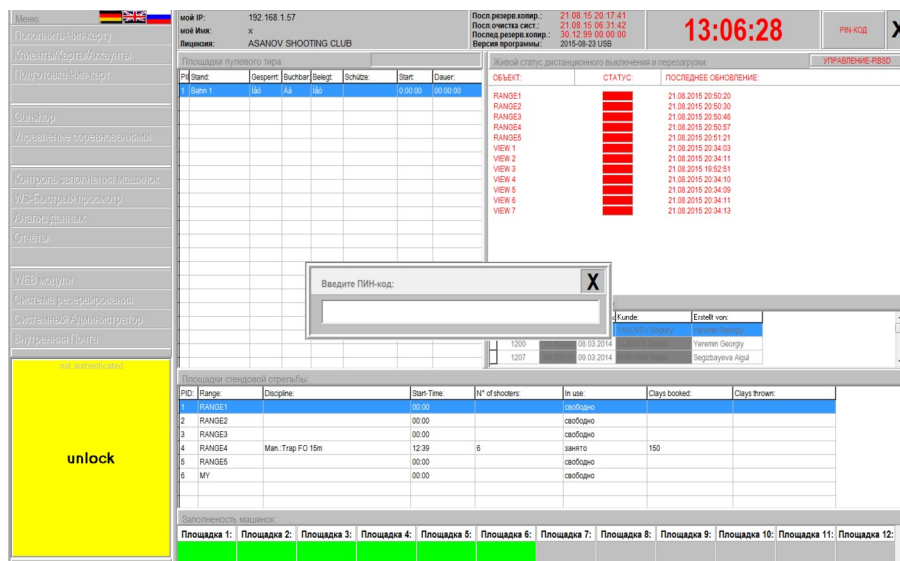 Меню:
Пополнить Чип-карту
Клиенты/Карты/Аккаунты
Подготовка Чип-карт
Gunshop
Управление соревнованиями
Контроль заполнения машинок
WS-Быстрый просмотр
Анализ данных
Отчёты
WEB модули
Система резервирования
Системный Администратор
Внутренняя Почта
not authenticated
unlock
мой IP: 192.168.1.57
моё Имя: x
Лицензия: ASANOV SHOOTING CLUB
Посл.резерв.копир.: 21.08.15 20:17:41
Посл.очистка сист.: 21.08.15 06:31:42
Послед.резерв.копир.: 30.12.99 00:00:00
Версия программы: 2015-08-23 USB
13:06:28
PIN-КОД
X
Площадки пулевого тира:
Stand: Gesperrt: Buchbar: Belegt: Schütze: Start: Dauer:
1 Bahn 1 Íåò Äà Íåò 0:00:00 00:00:00
Живой статус дистанционного выключения и перезагрузки:
УПРАВЛЕНИЕ-RBSD
ОБЪЕКТ: СТАТУС: ПОСЛЕДНЕЕ ОБНОВЛЕНИЕ:
RANGE1 21.08.2015 20:50:20
RANGE2 21.08.2015 20:50:30
RANGE3 21.08.2015 20:50:46
RANGE4 21.08.2015 20:50:57
RANGE5 21.08.2015 20:51:21
VIEW 1 21.08.2015 20:34:03
VIEW 2 21.08.2015 20:34:11
VIEW 3 21.08.2015 19:52:51
VIEW 4 21.08.2015 20:34:10
VIEW 5 21.08.2015 20:34:09
VIEW 6 21.08.2015 20:34:11
VIEW 7 21.08.2015 20:34:13
Введите ПИН-код:
X
Kunde: Erstellt von:
Yeremin Georgiy
1200 08.03.2014 Yeremin Georgiy
1207 09.03.2014 Segizbayeva Aigul
Площадки стендовой стрельбы:
PID: Range: Discipline: Start-Time: N° of shooters: In use: Clays booked: Clays thrown:
1 RANGE1 00:00 свободно
2 RANGE2 00:00 свободно
3 RANGE3 00:00 свободно
4 RANGE4 Man.:Trap FO 15m 12:39 6 занято 150
5 RANGE5 00:00 свободно
6 MY 00:00 свободно
Заполненость машинок:
Площадка 1: Площадка 2: Площадка 3: Площадка 4: Площадка 5: Площадка 6: Площадка 7: Площадка 8: Площадка 9: Площадка 10: Площадка 11: Площадка 12: